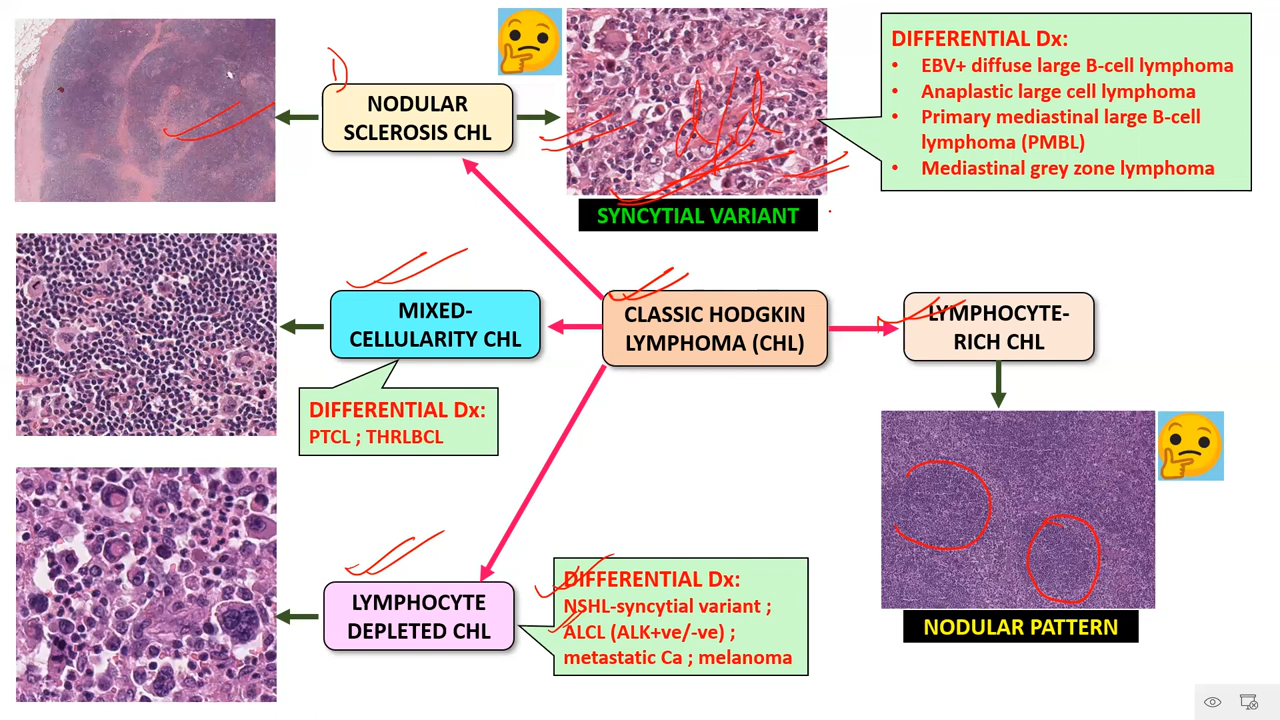 NODULAR
SCLEROSIS CHL
DIFFERENTIAL Dx:
• EBV+ diffuse large B-cell lymphoma
• Anaplastic large cell lymphoma
• Primary mediastinal large B-cell
lymphoma (PMBL)
• Mediastinal grey zone lymphoma
SYNCYTIAL VARIANT
MIXED-
CELLULARITY CHL
CLASSIC HODGKIN
LYMPHOMA (CHL)
LYMPHOCYTE-
RICH CHL
DIFFERENTIAL Dx:
PTCL ; THRLBCL
LYMPHOCYTE
DEPLETED CHL
DIFFERENTIAL Dx:
NSHL-syncytial variant ;
ALCL (ALK+ve/-ve) ;
metastatic Ca ; melanoma
NODULAR PATTERN